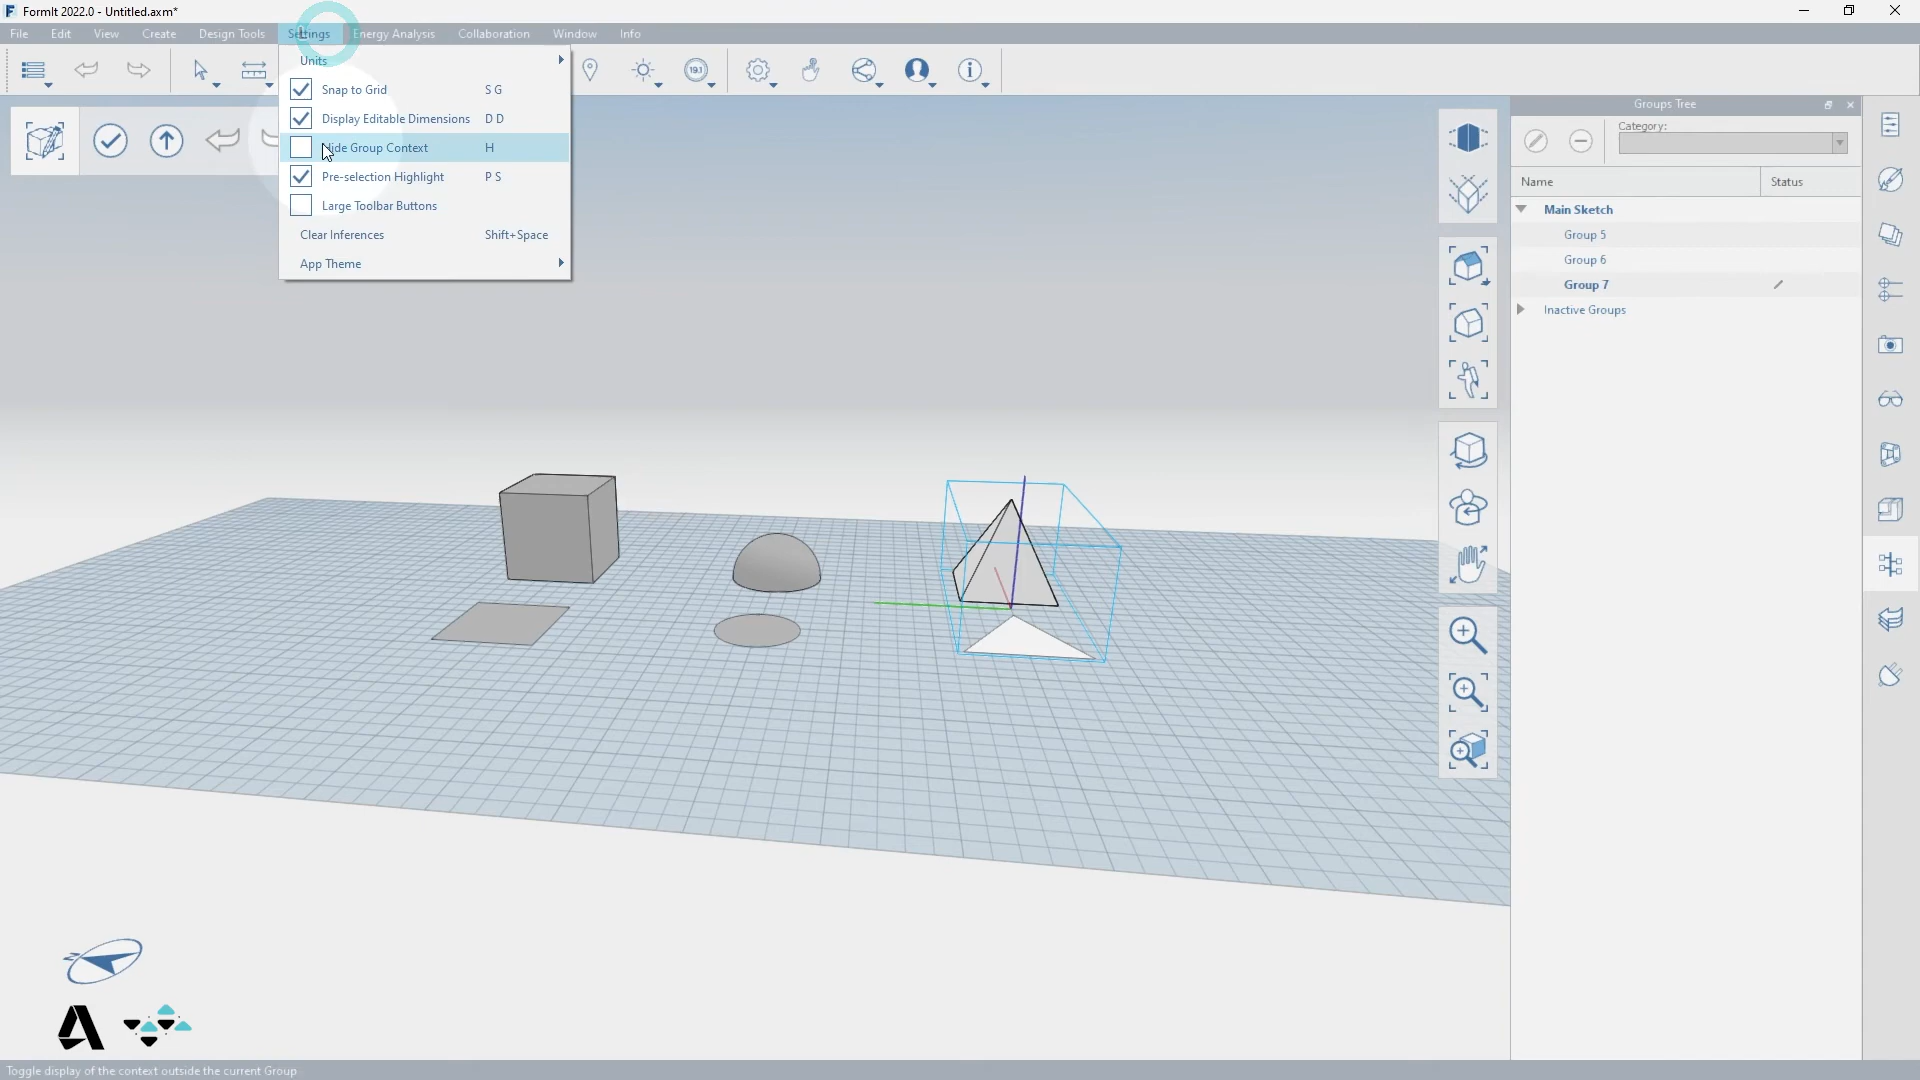 FormIt 2022.0 - Untitled.axm*
File Edit View Create Design Tools Settings Energy Analysis Collaboration Window Info
Units
Snap to Grid S G
Display Editable Dimensions D D
Hide Group Context H
Pre-selection Highlight P S
Large Toolbar Buttons
Clear Inferences Shift+Space
App Theme
19.1
Groups Tree
Category:
Name Status
Main Sketch
Group 5
Group 6
Group 7
Inactive Groups
Toggle display of the context outside the current Group